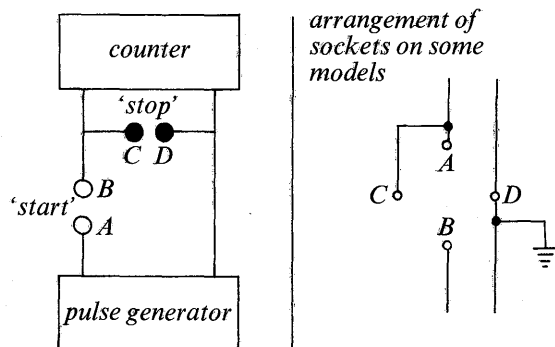 counter
'stop'
C D
B
'start'
A
pulse generator
arrangement of
sockets on some
models
A
C
D
B